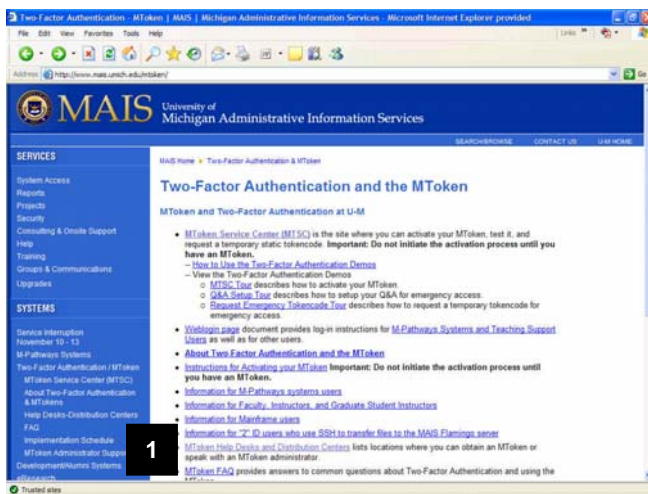 Two-Factor Authentication - MToken | MAIS | Michigan Administrative Information Services - Microsoft Internet Explorer provided
File Edit View Favorites Tools Help
Links
Address http://www.mais.umich.edu/mtoken/
Go
MAIS University of
Michigan Administrative Information Services
SEARCH/BROWSE CONTACT US U-M HOME
SERVICES
System Access
Reports
Projects
Security
Consulting & Onsite Support
Help
Training
Groups & Communications
Upgrades
SYSTEMS
Service Interruption
November 10 - 13
M-Pathways Systems
Two-Factor Authentication / MToken
MToken Service Center (MTSC)
About Two-Factor Authentication
& MTokens
Help Desks-Distribution Centers
FAQ
Implementation Schedule
MToken Administrator Support
Development/Alumni Systems
eResearch
MAIS Home Two-Factor Authentication & MToken
Two-Factor Authentication and the MToken
MToken and Two-Factor Authentication at U-M
MToken Service Center (MTSC) is the site where you can activate your MToken, test it, and
request a temporary static tokencode. Important: Do not initiate the activation process until you
have an MToken.
-- How to Use the Two-Factor Authentication Demos
-- View the Two-Factor Authentication Demos
MTSC Tour describes how to activate your MToken.
Q&A Setup Tour describes how to setup your Q&A for emergency access.
Request Emergency Tokencode Tour describes how to request a temporary tokencode for
emergency access.
Weblogin page document provides log-in instructions for M-Pathways Systems and Teaching Support
Users as well as for other users.
About Two Factor Authentication and the MToken
Instructions for Activating your MToken Important: Do not initiate the activation process until
you have an MToken.
Information for M-Pathways systems users
Information for Faculty, Instructors, and Graduate Student Instructors
Information for Mainframe users
Information for "2" ID users who use SSH to transfer files to the MAIS Flamingo server
MToken Help Desks and Distribution Centers lists locations where you can obtain an MToken or
speak with an MToken administrator.
MToken FAQ provides answers to common questions about Two-Factor Authentication and using the
1
Trusted sites